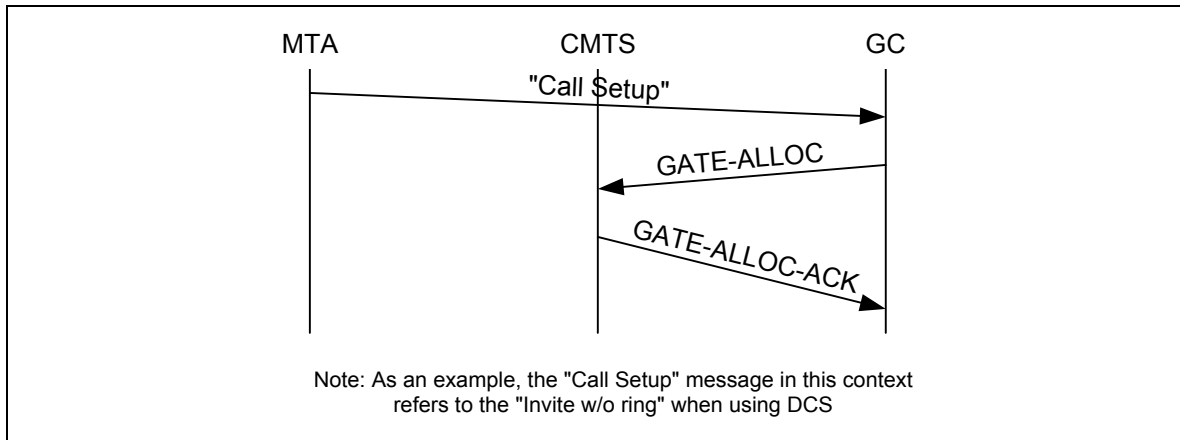 MTA CMTS GC
"Call Setup"
GATE-ALLOC
GATE-ALLOC-ACK
Note: As an example, the "Call Setup" message in this context
refers to the "Invite w/o ring" when using DCS